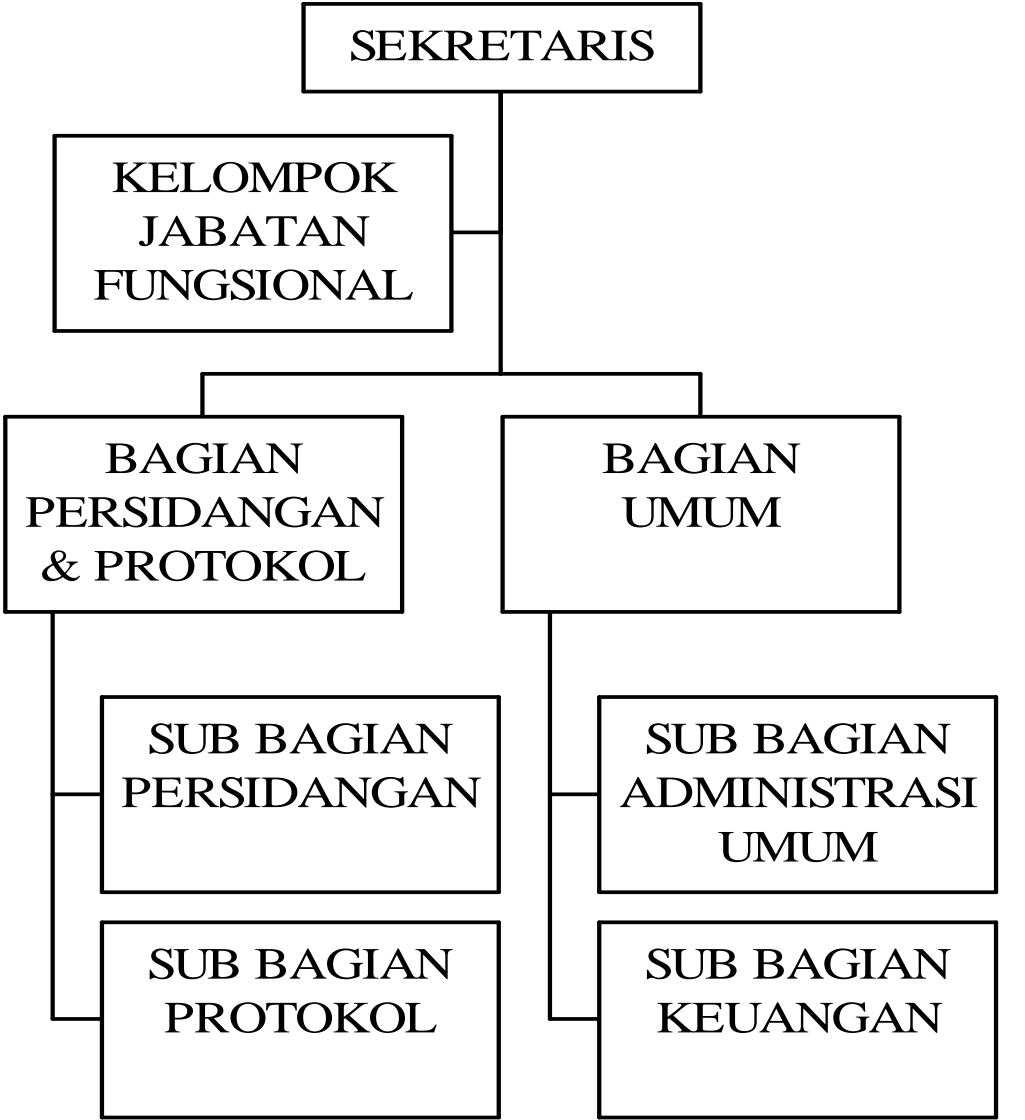 SEKRETARIS
KELOMPOK
JABATAN
FUNGSIONAL
BAGIAN
PERSIDANGAN
& PROTOKOL
BAGIAN
UMUM
SUB BAGIAN
PERSIDANGAN
SUB BAGIAN
ADMINISTRASI
UMUM
SUB BAGIAN
PROTOKOL
SUB BAGIAN
KEUANGAN